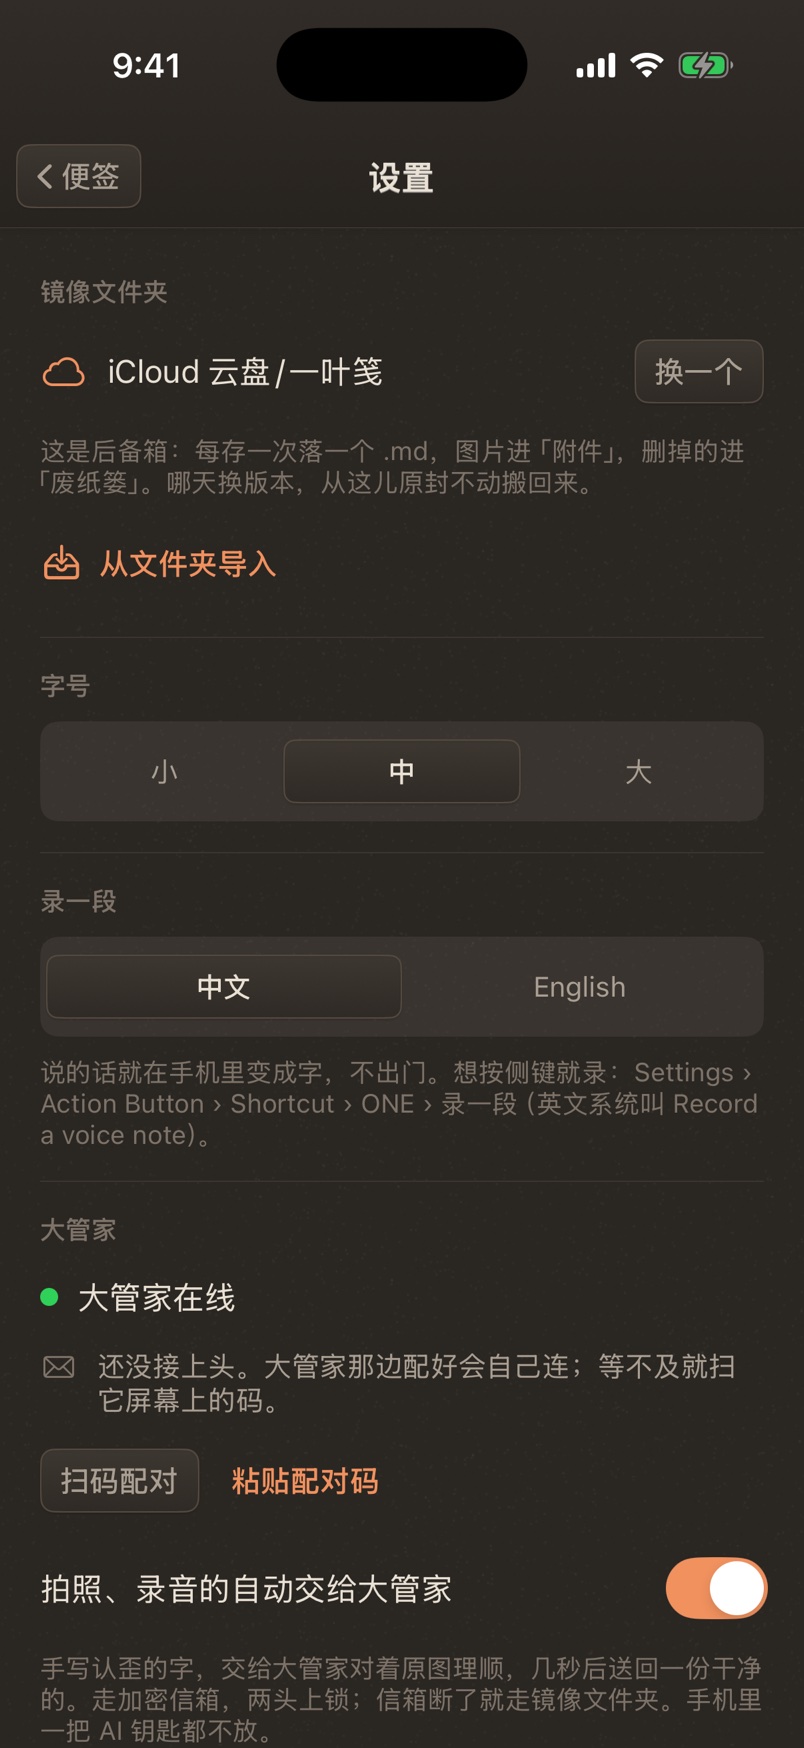 9:41
便签
设置
镜像文件夹
iCloud 云盘/一叶笺
换一个
这是后备箱：每存一次落一个 .md，图片进「附件」，删掉的进
「废纸篓」。哪天换版本，从这儿原封不动搬回来。
从文件夹导入
字号
小
中
大
录一段
中文
English
说的话就在手机里变成字，不出门。想按侧键就录：Settings ›
Action Button › Shortcut › ONE › 录一段（英文系统叫 Record
a voice note）。
大管家
大管家在线
还没接上头。大管家那边配好会自己连；等不及就扫
它屏幕上的码。
扫码配对
粘贴配对码
拍照、录音的自动交给大管家
手写认歪的字，交给大管家对着原图理顺，几秒后送回一份干净
的。走加密信箱，两头上锁；信箱断了就走镜像文件夹。手机里
一把 AI 钥匙都不放。